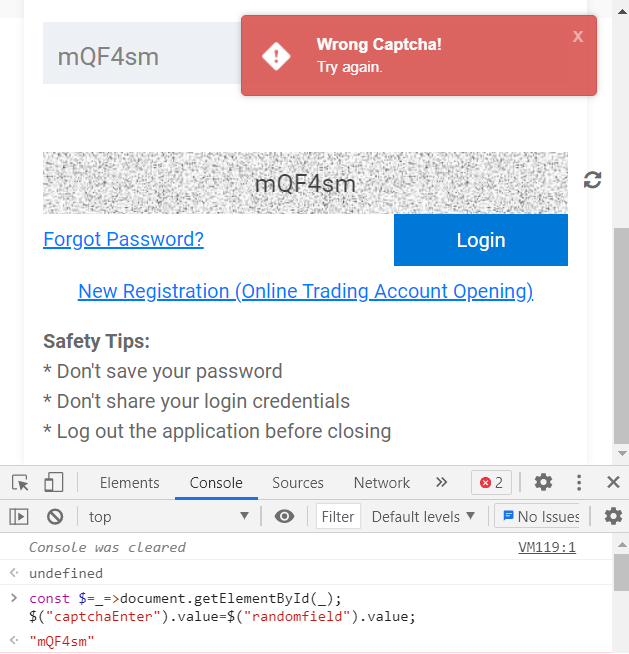 mQF4sm
Wrong Captcha!
x
Try again.
mQF4sm
Forgot Password?
Login
New Registration (Online Trading Account Opening)
Safety Tips:
* Don't save your password
* Don't share your login credentials
* Log out the application before closing
Elements Console Sources Network » 2
top Filter Default levels No Issues
Console was cleared VM119:1
undefined
const $=_=>document.getElementById(_);
$("captchaEnter").value=$("randomfield").value;
"mQF4sm"